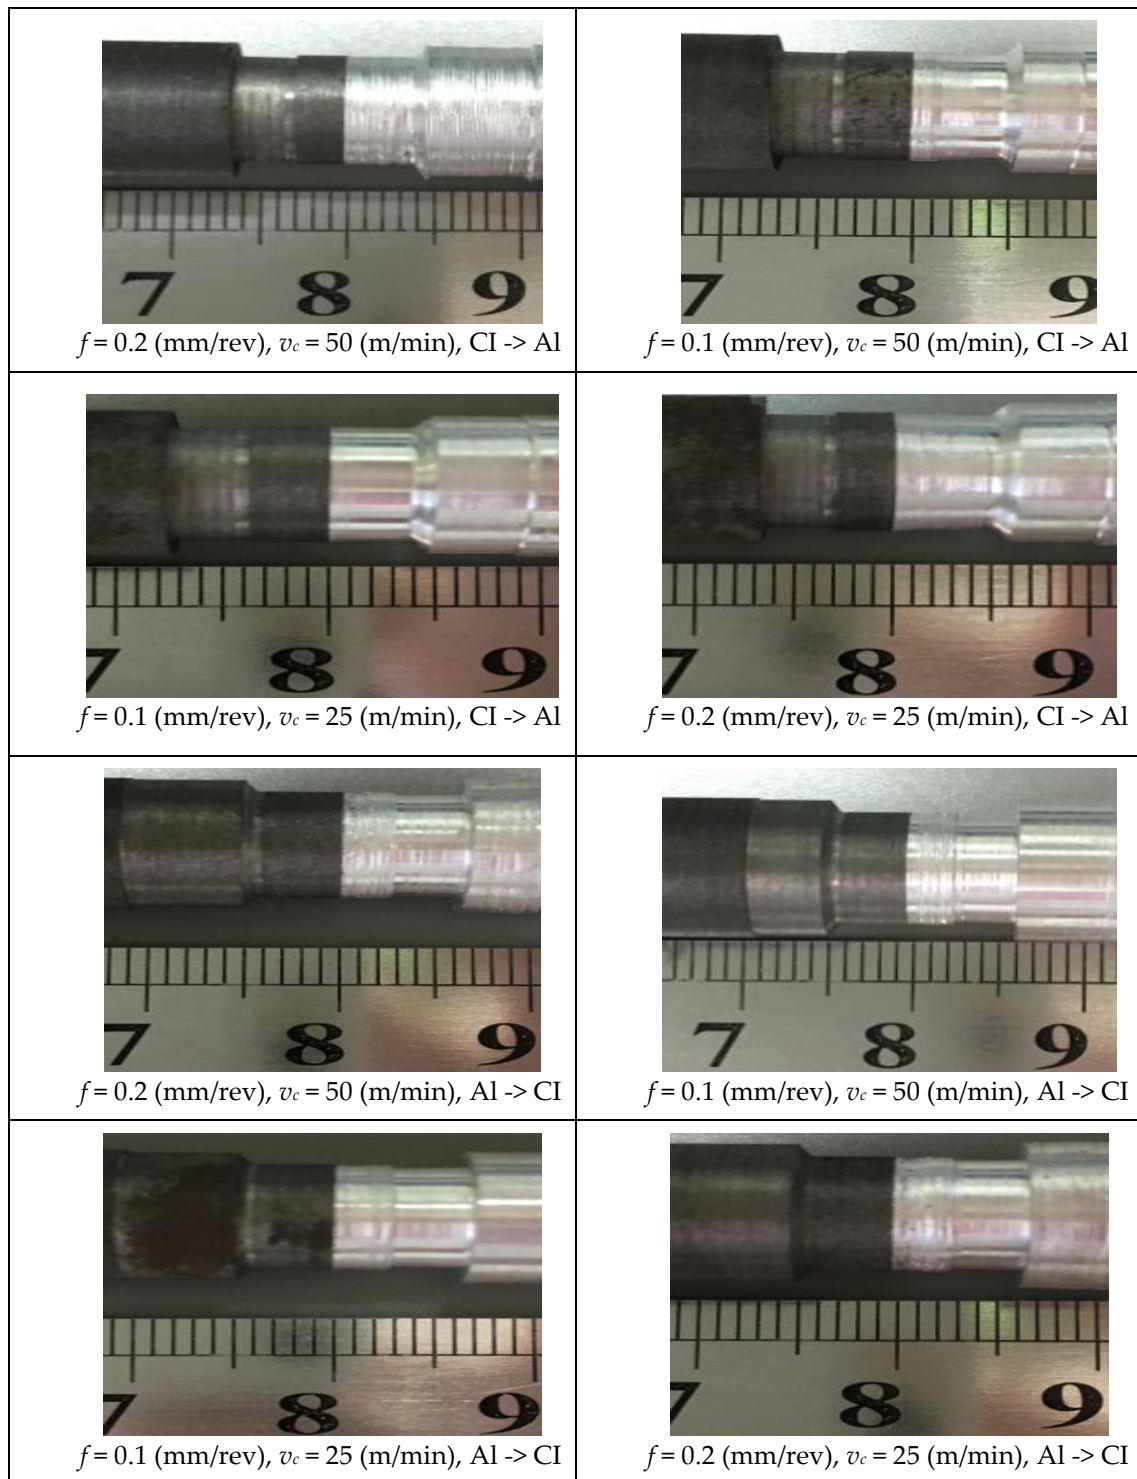 7 8 9
7 8 9
f = 0.2 (mm/rev), vc = 50 (m/min), CI -> Al
f = 0.1 (mm/rev), vc = 50 (m/min), CI -> Al
7 8 9
7 8 9
f = 0.1 (mm/rev), vc = 25 (m/min), CI -> Al
f = 0.2 (mm/rev), vc = 25 (m/min), CI -> Al
7 8 9
7 8 9
f = 0.2 (mm/rev), vc = 50 (m/min), Al -> CI
f = 0.1 (mm/rev), vc = 50 (m/min), Al -> CI
7 8 9
7 8 9
f = 0.1 (mm/rev), vc = 25 (m/min), Al -> CI
f = 0.2 (mm/rev), vc = 25 (m/min), Al -> CI